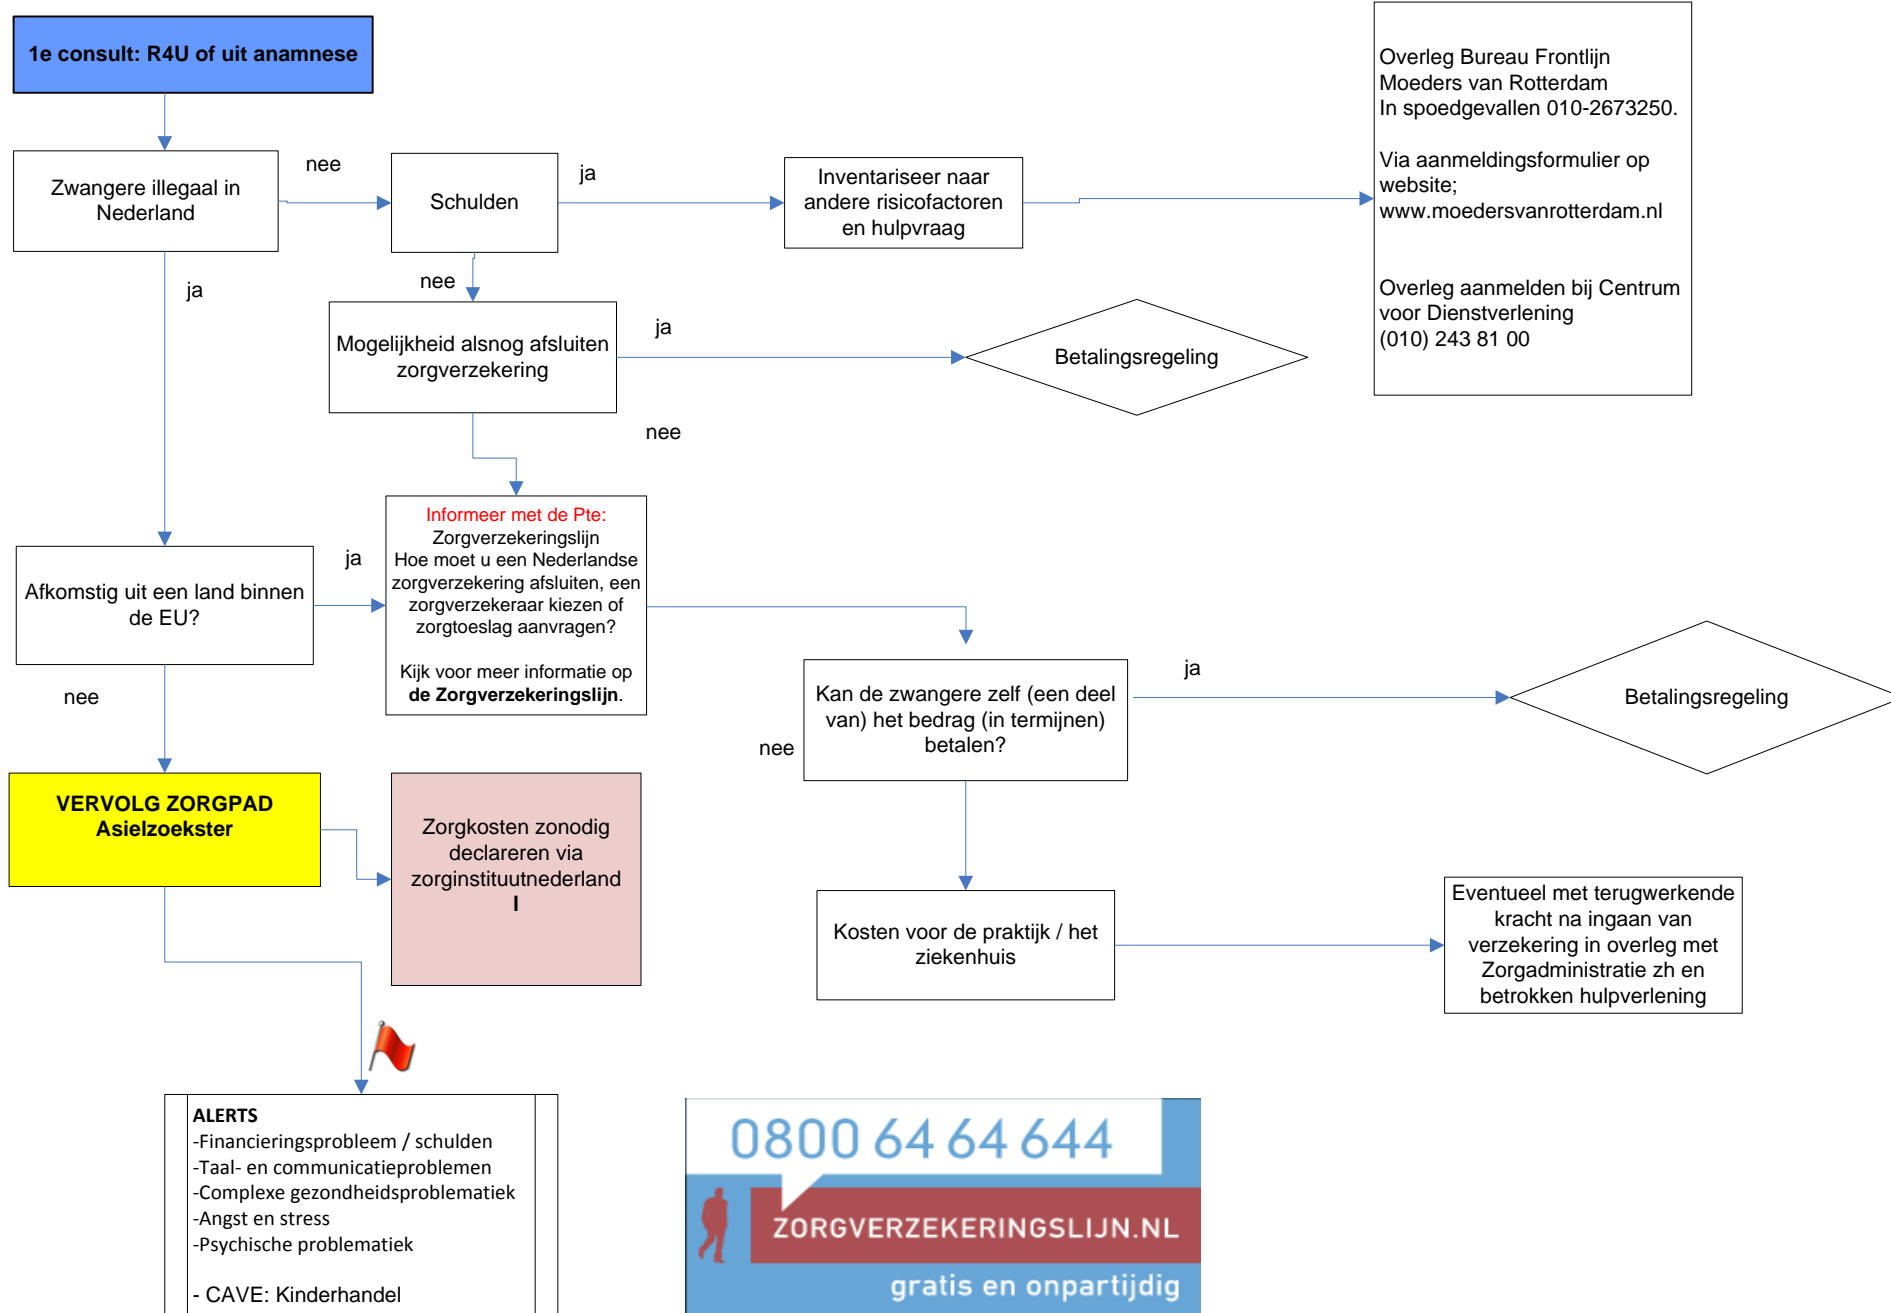 1e consult: R4U of uit anamnese
Zwangere illegaal in
Nederland
nee
Schulden
ja
Inventariseer naar
andere risicofactoren
en hulpvraag
Overleg Bureau Frontlijn
Moeders van Rotterdam
In spoedgevallen 010-2673250.
Via aanmeldingsformulier op
website;
www.moedersvanrotterdam.nl
Overleg aanmelden bij Centrum
voor Dienstverlening
(010) 243 81 00
ja
nee
Mogelijkheid alsnog afsluiten
zorgverzekering
ja
Betalingsregeling
nee
Afkomstig uit een land binnen
de EU?
ja
Informeer met de Pte:
Zorgverzekeringslijn
Hoe moet u een Nederlandse
zorgverzekering afsluiten, een
zorgverzekeraar kiezen of
zorgtoeslag aanvragen?
Kijk voor meer informatie op
de Zorgverzekeringslijn.
Kan de zwangere zelf (een deel
van) het bedrag (in termijnen)
betalen?
ja
Betalingsregeling
nee
nee
VERVOLG ZORGPAD
Asielzoekster
Zorgkosten zonodig
declareren via
zorginstituutnederland
l
Kosten voor de praktijk / het
ziekenhuis
Eventueel met terugwerkende
kracht na ingaan van
verzekering in overleg met
Zorgadministratie zh en
betrokken hulpverlening
ALERTS
-Financieringsprobleem / schulden
-Taal- en communicatieproblemen
-Complexe gezondheidsproblematiek
-Angst en stress
-Psychische problematiek
- CAVE: Kinderhandel
0800 64 64 644
ZORGVERZEKERINGSLIJN.NL
gratis en onpartijdig